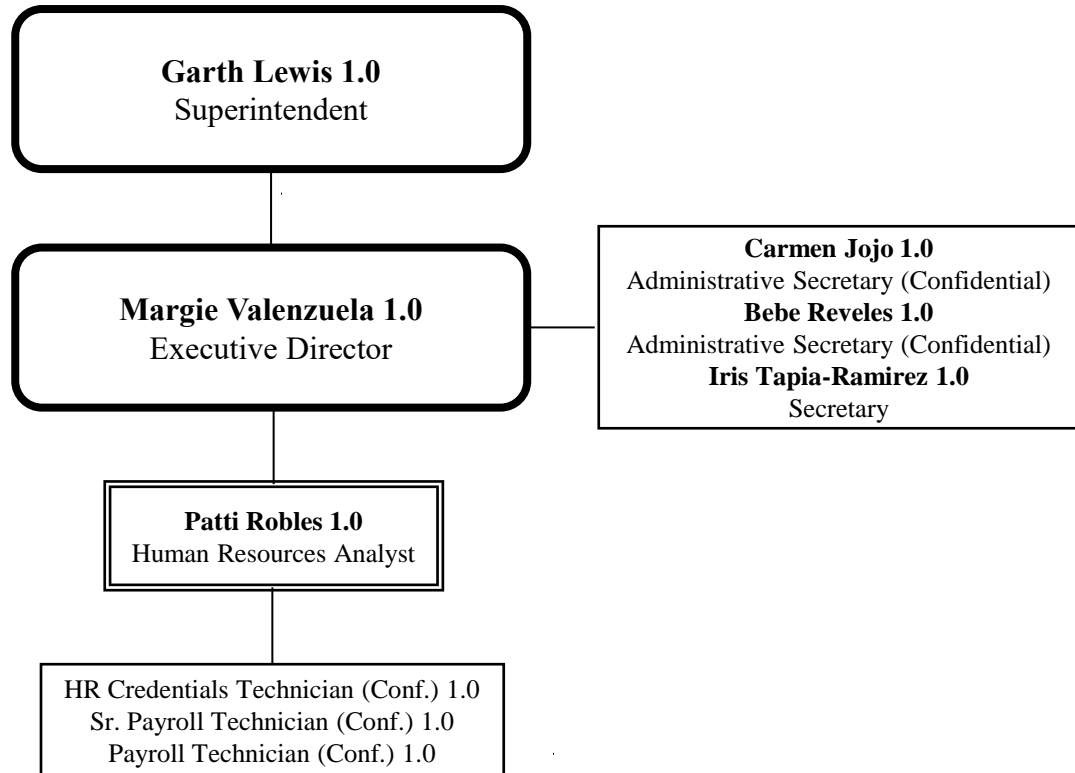 Garth Lewis 1.0
Superintendent
Margie Valenzuela 1.0
Executive Director
Carmen Jojo 1.0
Administrative Secretary (Confidential)
Bebe Reveles 1.0
Administrative Secretary (Confidential)
Iris Tapia-Ramirez 1.0
Secretary
Patti Robles 1.0
Human Resources Analyst
HR Credentials Technician (Conf.) 1.0
Sr. Payroll Technician (Conf.) 1.0
Payroll Technician (Conf.) 1.0